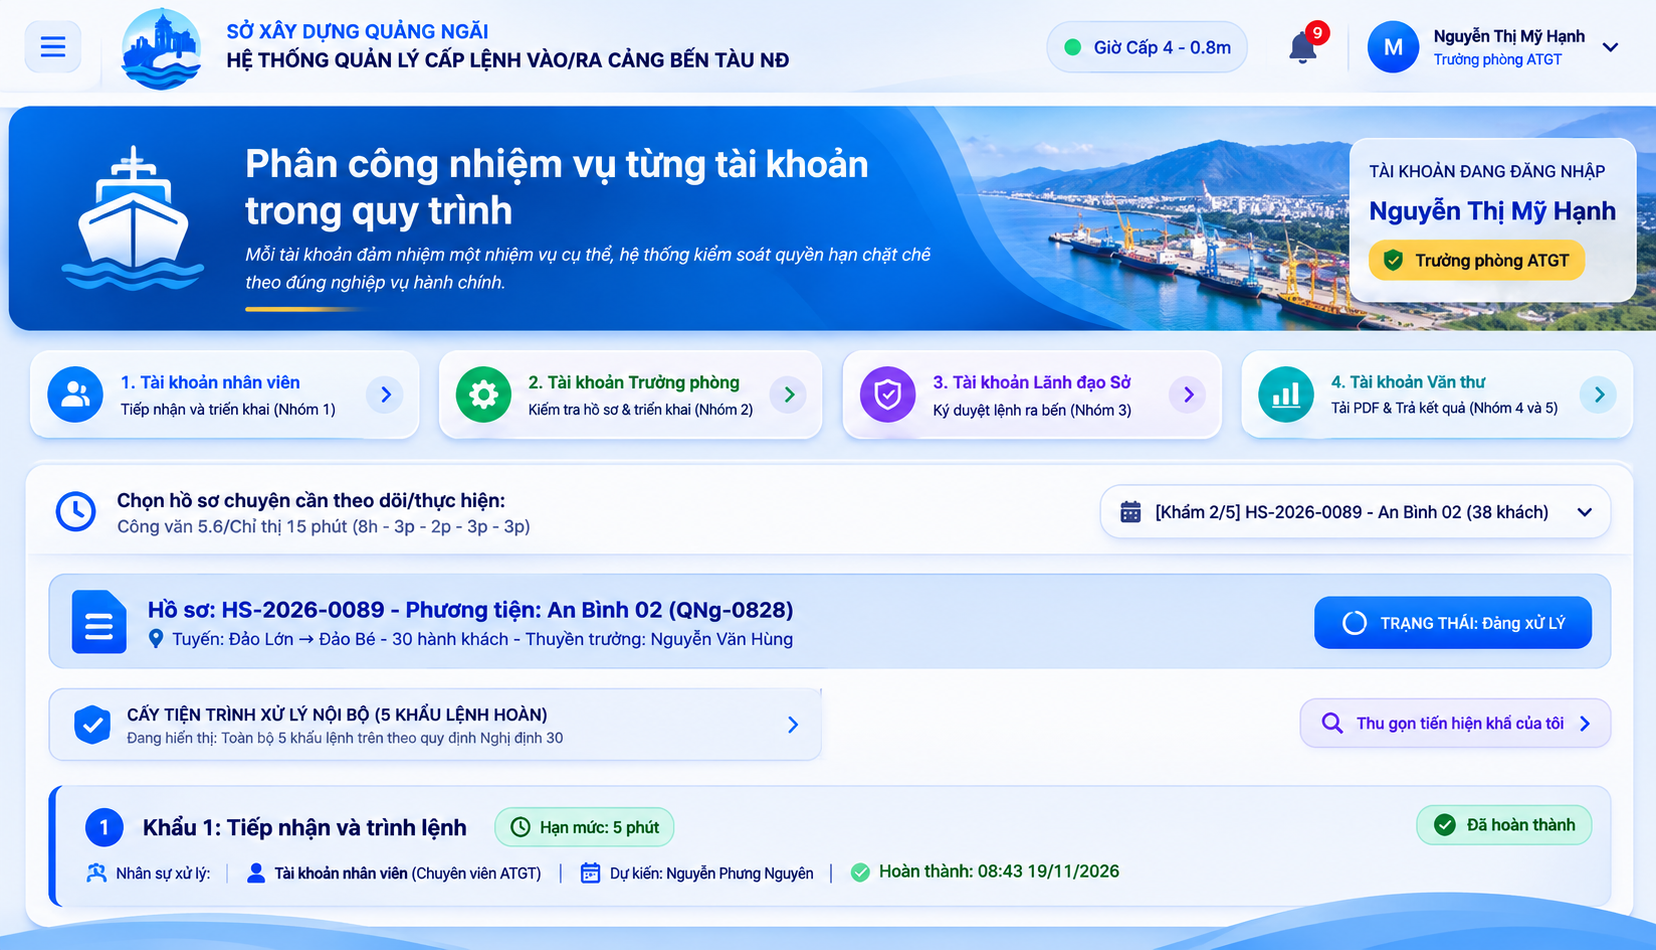 SỞ XÂY DỰNG QUẢNG NGÃI
HỆ THỐNG QUẢN LÝ CẤP LỆNH VÀO/RA CẢNG BẾN TÀU NĐ
Giờ Cấp 4 - 0.8m
9
M
Nguyễn Thị Mỹ Hạnh
Trưởng phòng ATGT
Phân công nhiệm vụ từng tài khoản
trong quy trình
Mỗi tài khoản đảm nhiệm một nhiệm vụ cụ thể, hệ thống kiểm soát quyền hạn chặt chẽ
theo đúng nghiệp vụ hành chính.
TÀI KHOẢN ĐANG ĐĂNG NHẬP
Nguyễn Thị Mỹ Hạnh
Trưởng phòng ATGT
1. Tài khoản nhân viên
Tiếp nhận và triển khai (Nhóm 1)
2. Tài khoản Trưởng phòng
Kiểm tra hồ sơ & triển khai (Nhóm 2)
3. Tài khoản Lãnh đạo Sở
Ký duyệt lệnh ra bến (Nhóm 3)
4. Tài khoản Văn thư
Tải PDF & Trả kết quả (Nhóm 4 và 5)
Chọn hồ sơ chuyện cần theo dõi/thực hiện:
Công văn 5.6/Chỉ thị 15 phút (8h - 3p - 2p - 3p - 3p)
[Khám 2/5] HS-2026-0089 - An Bình 02 (38 khách)
Hồ sơ: HS-2026-0089 - Phương tiện: An Bình 02 (QNg-0828)
Tuyến: Đảo Lớn → Đảo Bé - 30 hành khách - Thuyền trưởng: Nguyễn Văn Hùng
TRẠNG THÁI: Đàng xử LÝ
CẤY TIỆN TRÌNH XỬ LÝ NỘI BỘ (5 KHẨU LỆNH HOÀN)
Đang hiển thị: Toàn bộ 5 khấu lệnh trên theo quy định Nghị định 30
Thu gọn tiến hiện khấ của tôi
1
Khẩu 1: Tiếp nhận và trình lệnh
Hạn mức: 5 phút
Đã hoàn thành
Nhân sự xử lý:
Tài khoản nhân viên (Chuyên viên ATGT)
Dự kiến: Nguyễn Phưng Nguyên
Hoàn thành: 08:43 19/11/2026